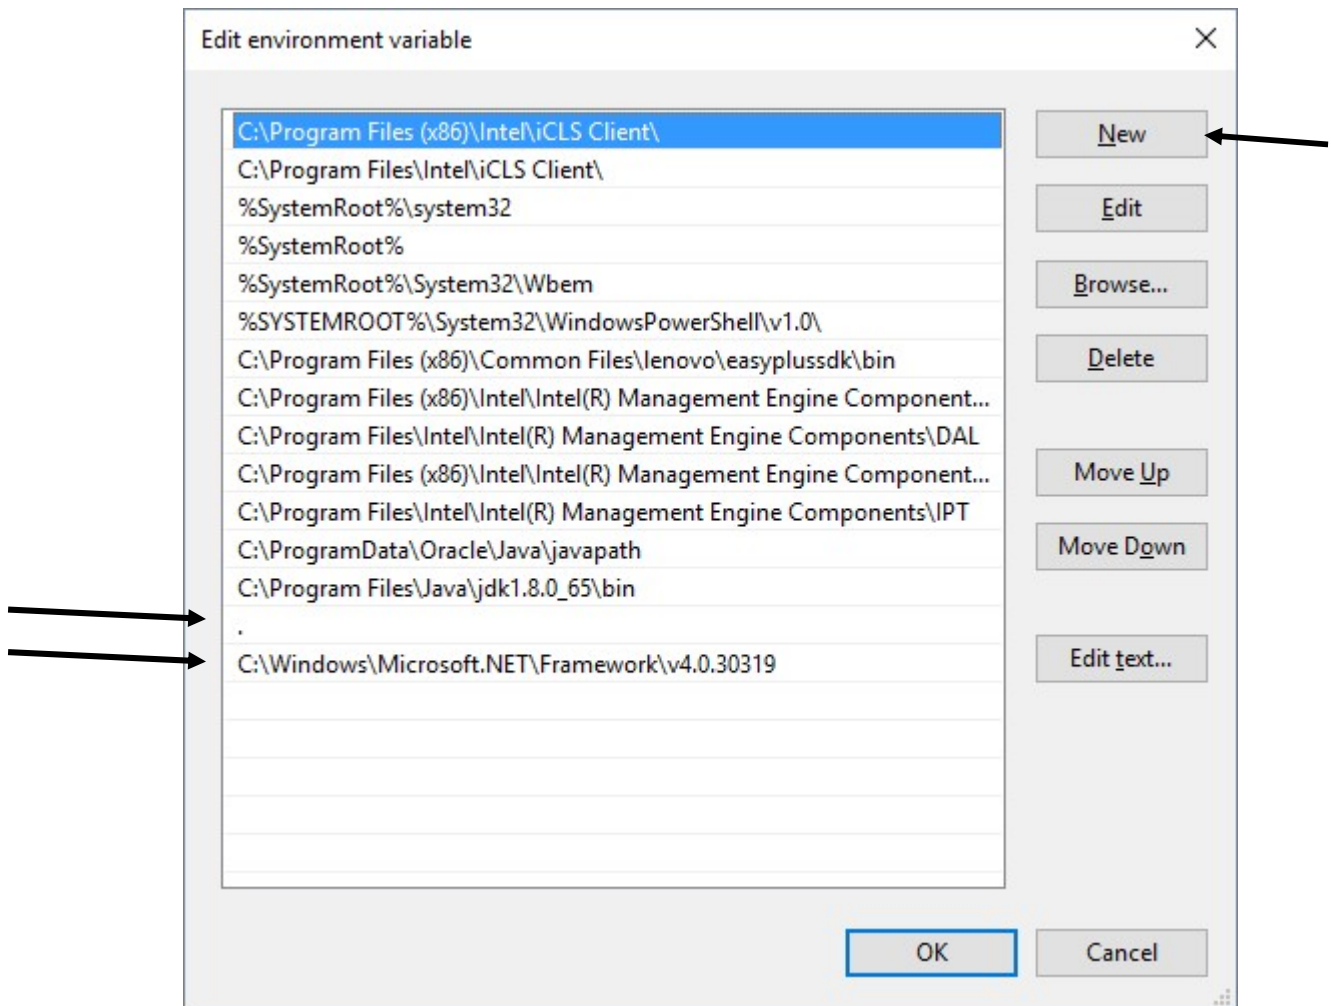 Edit environment variable
C:\Program Files (x86)\Intel\iCLS Client\
C:\Program Files\Intel\iCLS Client\
%SystemRoot%\system32
%SystemRoot%
%SystemRoot%\System32\Wbem
%SYSTEMROOT%\System32\WindowsPowerShell\v1.0\
C:\Program Files (x86)\Common Files\lenovo\easyplussdk\bin
C:\Program Files (x86)\Intel\Intel(R) Management Engine Component...
C:\Program Files\Intel\Intel(R) Management Engine Components\DAL
C:\Program Files (x86)\Intel\Intel(R) Management Engine Component...
C:\Program Files\Intel\Intel(R) Management Engine Components\IPT
C:\ProgramData\Oracle\Java\javapath
C:\Program Files\Java\jdk1.8.0_65\bin
.
C:\Windows\Microsoft.NET\Framework\v4.0.30319
New
Edit
Browse...
Delete
Move Up
Move Down
Edit text...
OK
Cancel